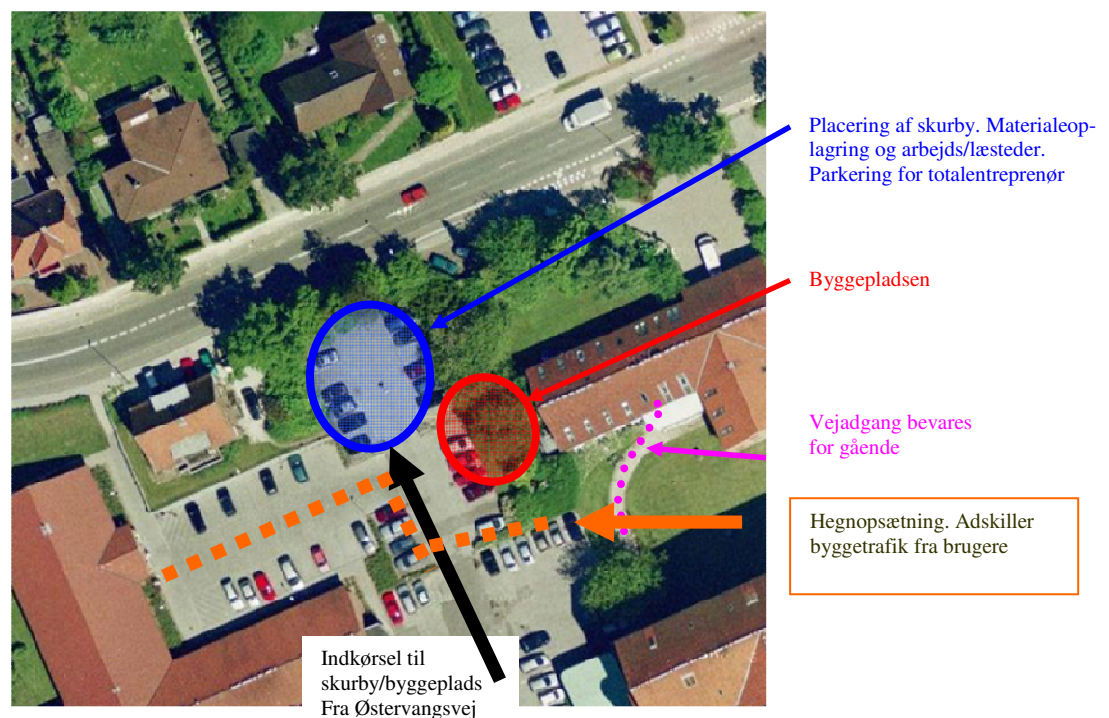 Placering af skurby. Materialeop-
lagring og arbejds/læsteder.
Parkering for totalentreprenør
Byggepladsen
Vejadgang bevares
for gående
Hegnopsætning. Adskiller
byggetrafik fra brugere
Indkørsel til
skurby/byggeplads
Fra Østervangsvej